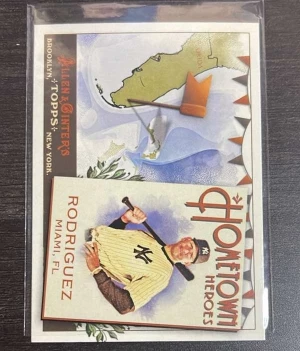 ALLEN & GINTER'S
BROOKLYN, TOPPS NEW YORK.
HOMETOWN
HEROES
RODRIGUEZ
MIAMI, FL